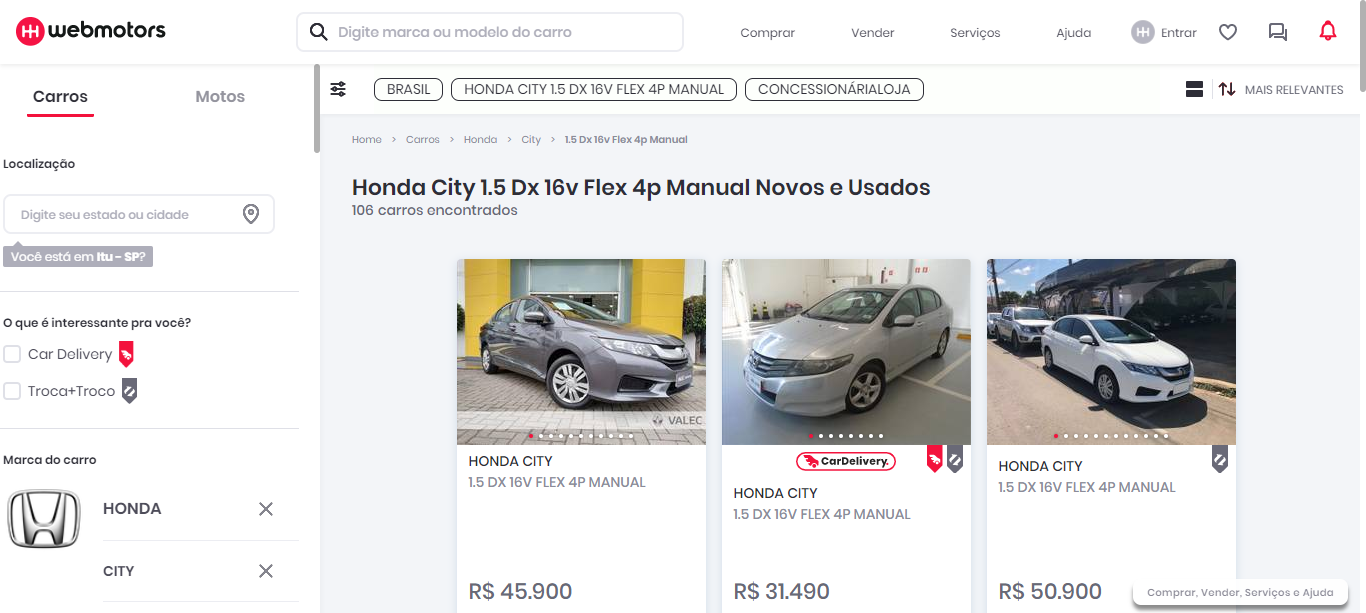 webmotors
Digite marca ou modelo do carro
Comprar
Vender
Serviços
Ajuda
Entrar
Carros
Motos
BRASIL
HONDA CITY 1.5 DX 16V FLEX 4P MANUAL
CONCESSIONÁRIALOJA
MAIS RELEVANTES
Localização
Digite seu estado ou cidade
Você está em Itu - SP?
O que é interessante pra você?
Car Delivery
Troca+Troco
Marca do carro
HONDA
CITY
Home > Carros > Honda > City > 1.5 Dx 16v Flex 4p Manual
Honda City 1.5 Dx 16v Flex 4p Manual Novos e Usados
106 carros encontrados
VALEC
HONDA CITY
1.5 DX 16V FLEX 4P MANUAL
R$ 45.900
CarDelivery.
HONDA CITY
1.5 DX 16V FLEX 4P MANUAL
R$ 31.490
HONDA CITY
1.5 DX 16V FLEX 4P MANUAL
R$ 50.900
Comprar, Vender, Serviços e Ajuda